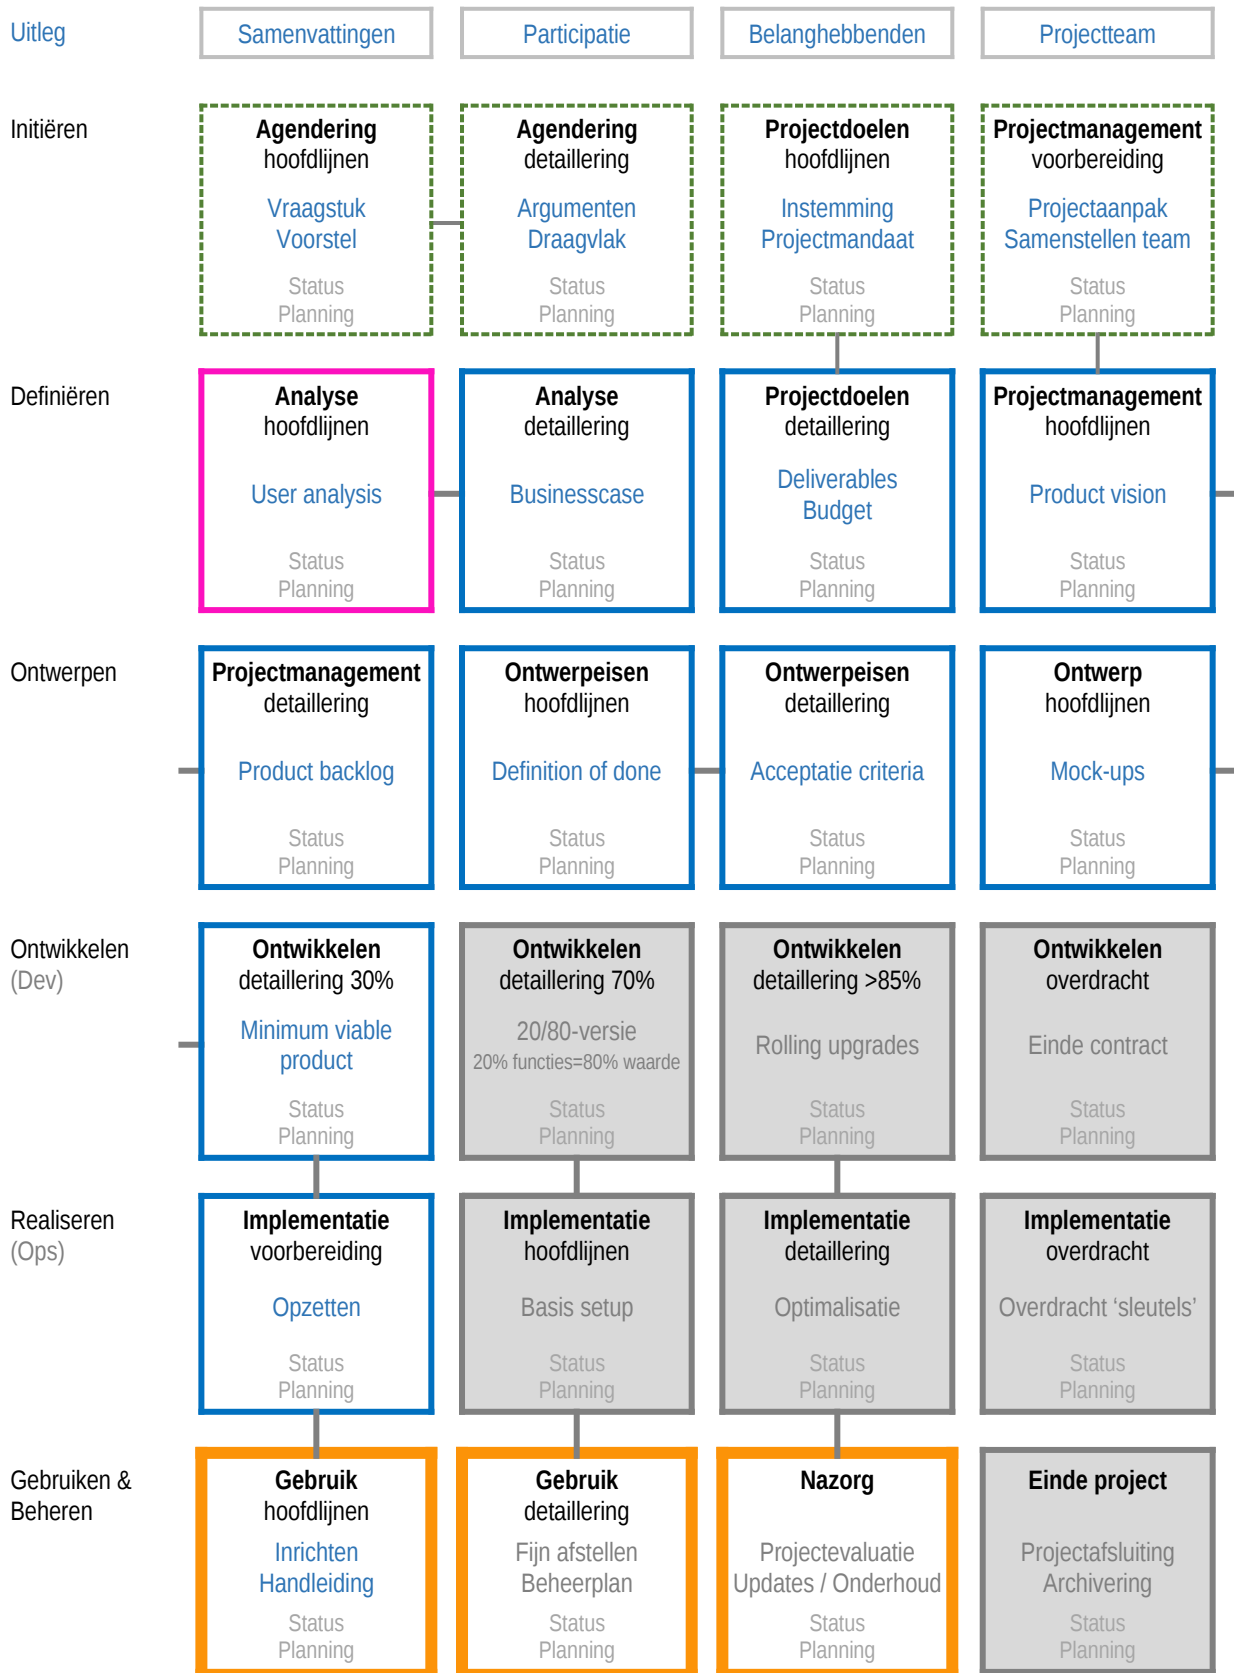 Uitleg
Samenvattingen
Participatie
Belanghebbenden
Projectteam
Initiëren
Agendering
hoofdlijnen
Vraagstuk
Voorstel
Status
Planning
Agendering
detaillering
Argumenten
Draagvlak
Status
Planning
Projectdoelen
hoofdlijnen
Instemming
Projectmandaat
Status
Planning
Projectmanagement
voorbereiding
Projectaanpak
Samenstellen team
Status
Planning
Definiëren
Analyse
hoofdlijnen
User analysis
Status
Planning
Analyse
detaillering
Businesscase
Status
Planning
Projectdoelen
detaillering
Deliverables
Budget
Status
Planning
Projectmanagement
hoofdlijnen
Product vision
Status
Planning
Ontwerpen
Projectmanagement
detaillering
Product backlog
Status
Planning
Ontwerpeisen
hoofdlijnen
Definition of done
Status
Planning
Ontwerpeisen
detaillering
Acceptatie criteria
Status
Planning
Ontwerp
hoofdlijnen
Mock-ups
Status
Planning
Ontwikkelen
(Dev)
Ontwikkelen
detaillering 30%
Minimum viable
product
Status
Planning
Ontwikkelen
detaillering 70%
20/80-versie
20% functies=80% waarde
Status
Planning
Ontwikkelen
detaillering >85%
Rolling upgrades
Status
Planning
Ontwikkelen
overdracht
Einde contract
Status
Planning
Realiseren
(Ops)
Implementatie
voorbereiding
Opzetten
Status
Planning
Implementatie
hoofdlijnen
Basis setup
Status
Planning
Implementatie
detaillering
Optimalisatie
Status
Planning
Implementatie
overdracht
Overdracht ‘sleutels’
Status
Planning
Gebruiken &
Beheren
Gebruik
hoofdlijnen
Inrichten
Handleiding
Status
Planning
Gebruik
detaillering
Fijn afstellen
Beheerplan
Status
Planning
Nazorg
Projectevaluatie
Updates / Onderhoud
Status
Planning
Einde project
Projectafsluiting
Archivering
Status
Planning